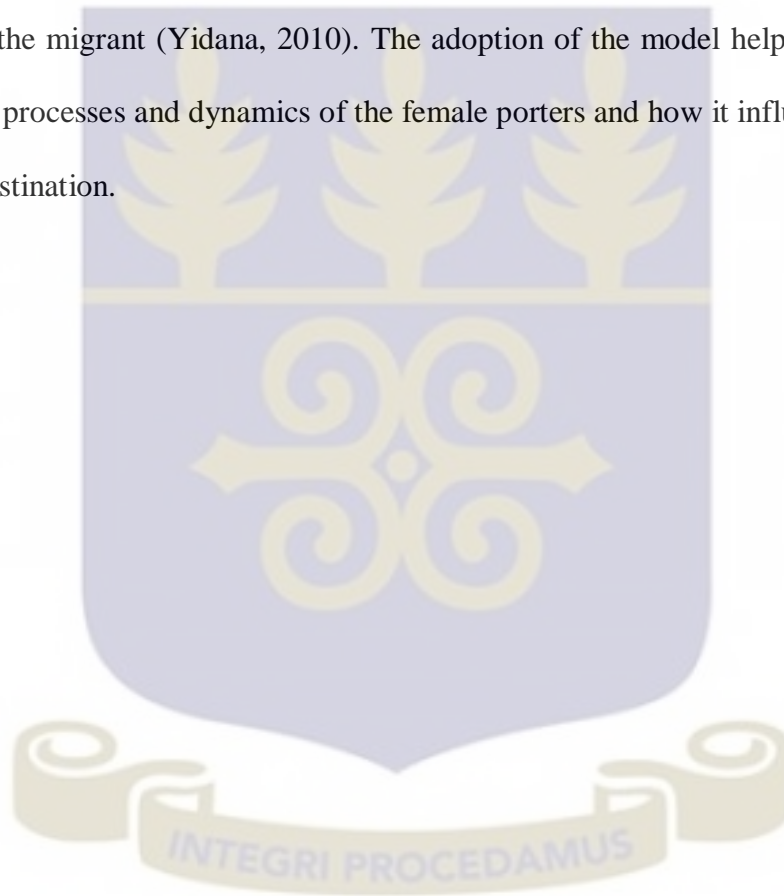 the migrant (Yidana, 2010). The adoption of the model help
processes and dynamics of the female porters and how it influ
stination.
INTEGRI PROCEDAMUS